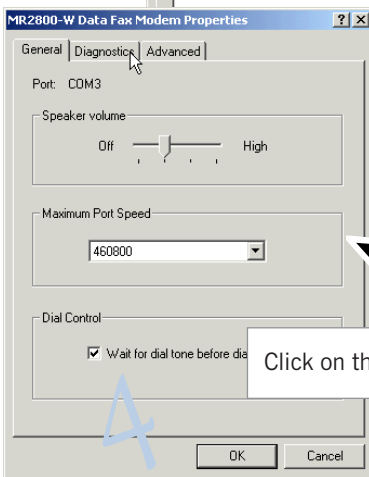 MR2800-W Data Fax Modem Properties ? ×
General Diagnostics Advanced
Port: COM3
Speaker volume
Off High
Maximum Port Speed
460800
Dial Control
Wait for dial tone before dia
Click on th
4
OK Cancel